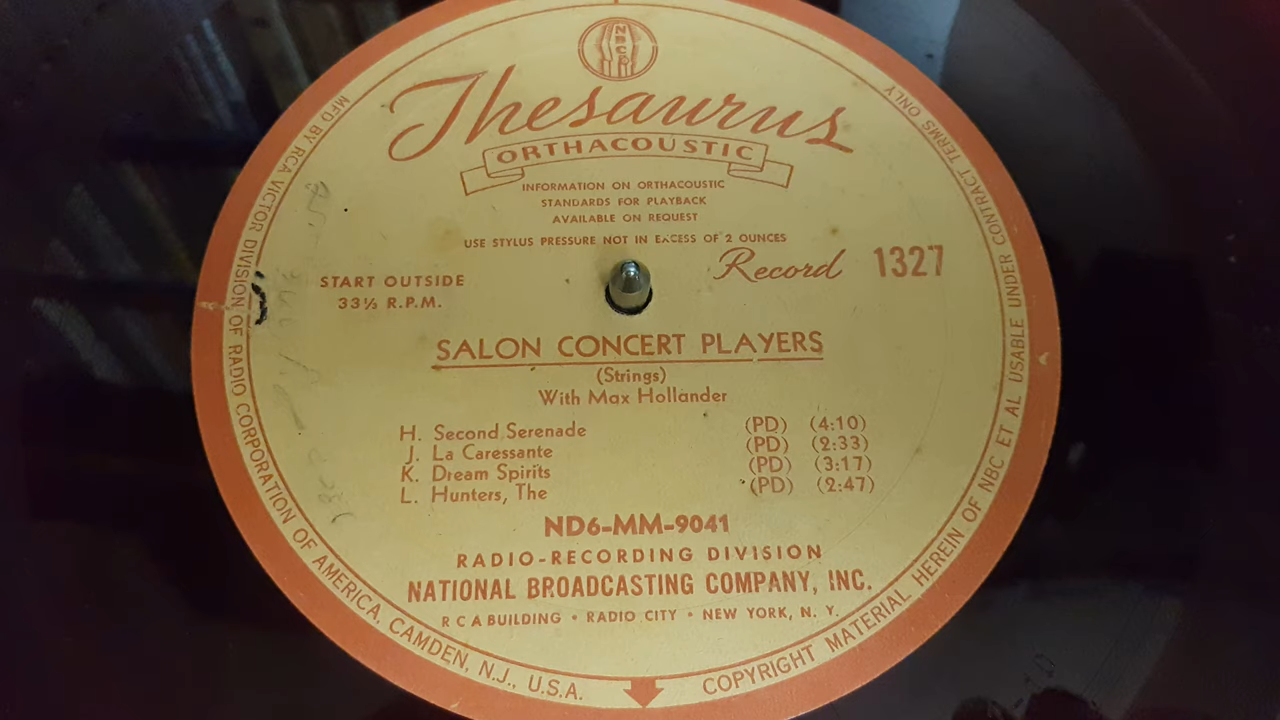 NBC
Thesaurus
ORTHACOUSTIC
INFORMATION ON ORTHACOUSTIC
STANDARDS FOR PLAYBACK
AVAILABLE ON REQUEST
USE STYLUS PRESSURE NOT IN EXCESS OF 2 OUNCES
Record 1327
START OUTSIDE
33⅓ R.P.M.
SALON CONCERT PLAYERS
(Strings)
With Max Hollander
H. Second Serenade (PD) (4:10)
J. La Caressante (PD) (2:33)
K. Dream Spirits (PD) (3:17)
L. Hunters, The (PD) (2:47)
ND6-MM-9041
RADIO-RECORDING DIVISION
NATIONAL BROADCASTING COMPANY, INC.
R C A BUILDING • RADIO CITY • NEW YORK, N. Y.
MFD BY RCA VICTOR DIVISION OF RADIO CORPORATION OF AMERICA, CAMDEN, N.J., U.S.A.
COPYRIGHT MATERIAL HEREIN OF NBC ET AL USABLE UNDER CONTRACT TERMS ONLY